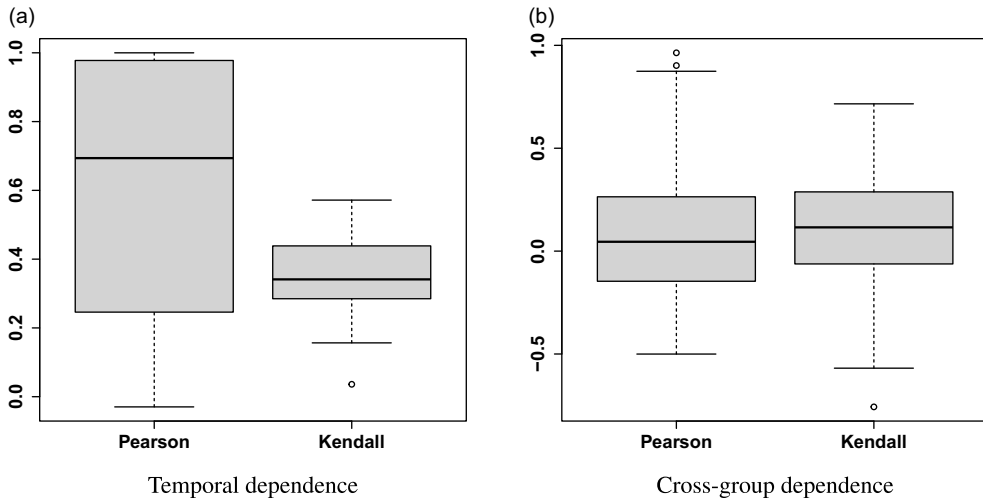 (a)
1.0
0.8
0.6
0.4
0.2
0.0
Pearson
Kendall
Temporal dependence
(b)
1.0
0.5
0.0
−0.5
Pearson
Kendall
Cross-group dependence